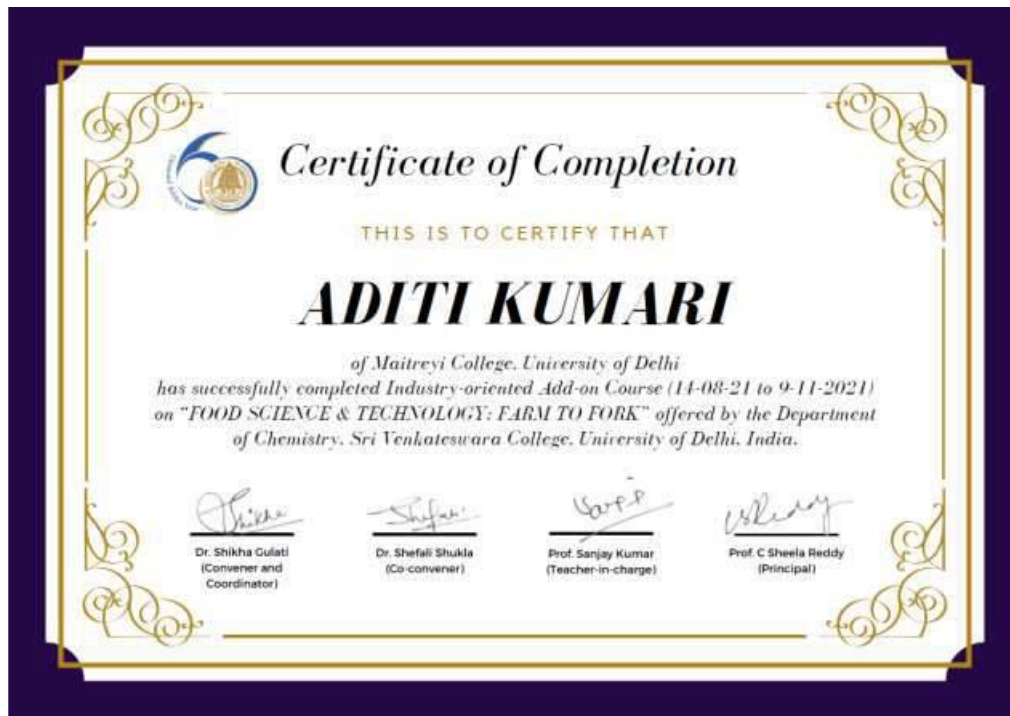 Certificate of Completion
THIS IS TO CERTIFY THAT
ADITI KUMARI
of Maitreyi College, University of Delhi
has successfully completed Industry-oriented Add-on Course (14-08-21 to 9-11-2021)
on "FOOD SCIENCE & TECHNOLOGY: FARM TO FORK" offered by the Department
of Chemistry, Sri Venkateswara College, University of Delhi, India.
Shikha
Shefali
VSReddy
Dr. Shikha Gulati
(Convener and
Coordinator)
Dr. Shefali Shukla
(Co-convener)
Prof. Sanjay Kumar
(Teacher-in-charge)
Prof. C Sheela Reddy
(Principal)